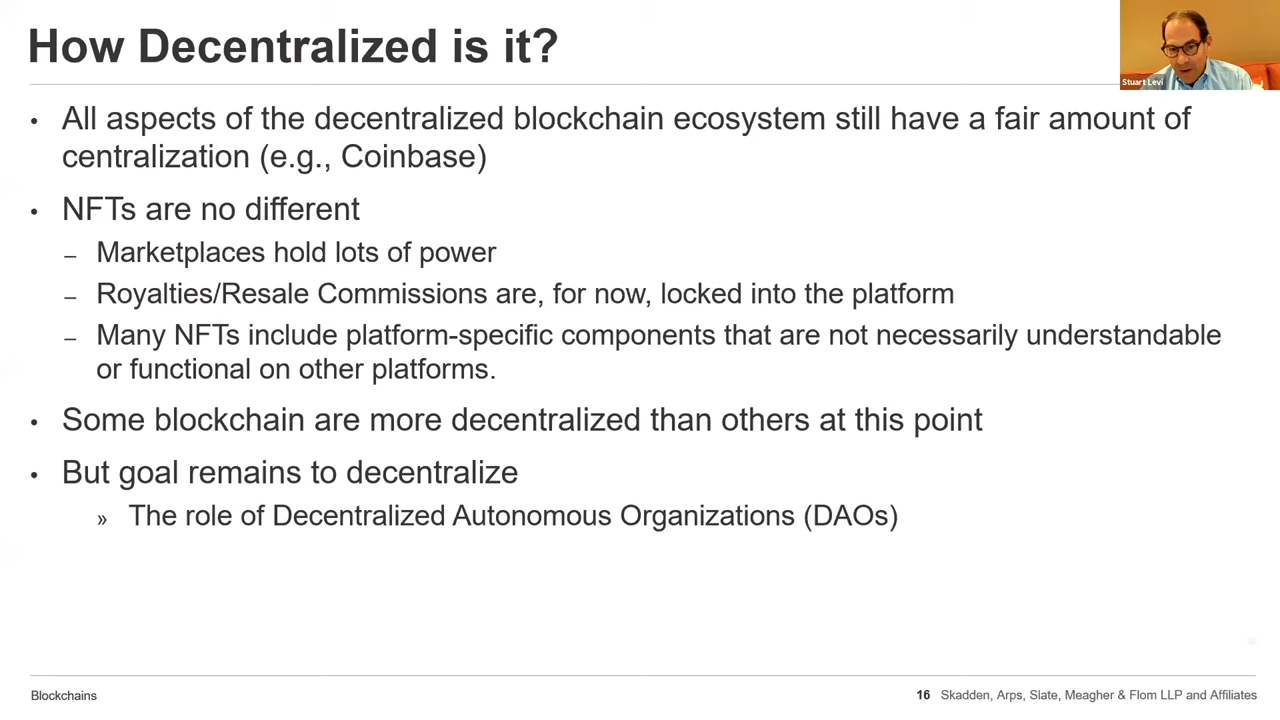 How Decentralized is it?
Stuart Levi
• All aspects of the decentralized blockchain ecosystem still have a fair amount of
centralization (e.g., Coinbase)
• NFTs are no different
– Marketplaces hold lots of power
– Royalties/Resale Commissions are, for now, locked into the platform
– Many NFTs include platform-specific components that are not necessarily understandable
or functional on other platforms.
• Some blockchain are more decentralized than others at this point
• But goal remains to decentralize
» The role of Decentralized Autonomous Organizations (DAOs)
Blockchains
16 Skadden, Arps, Slate, Meagher & Flom LLP and Affiliates